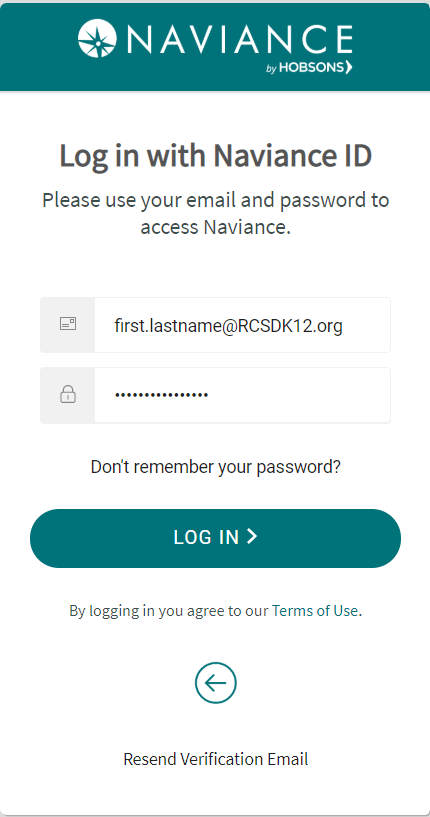 NAVIANCE
by HOBSONS
Log in with Naviance ID
Please use your email and password to
access Naviance.
first.lastname@RCSDK12.org
••••••••••••••••
Don't remember your password?
LOG IN
By logging in you agree to our Terms of Use.
Resend Verification Email